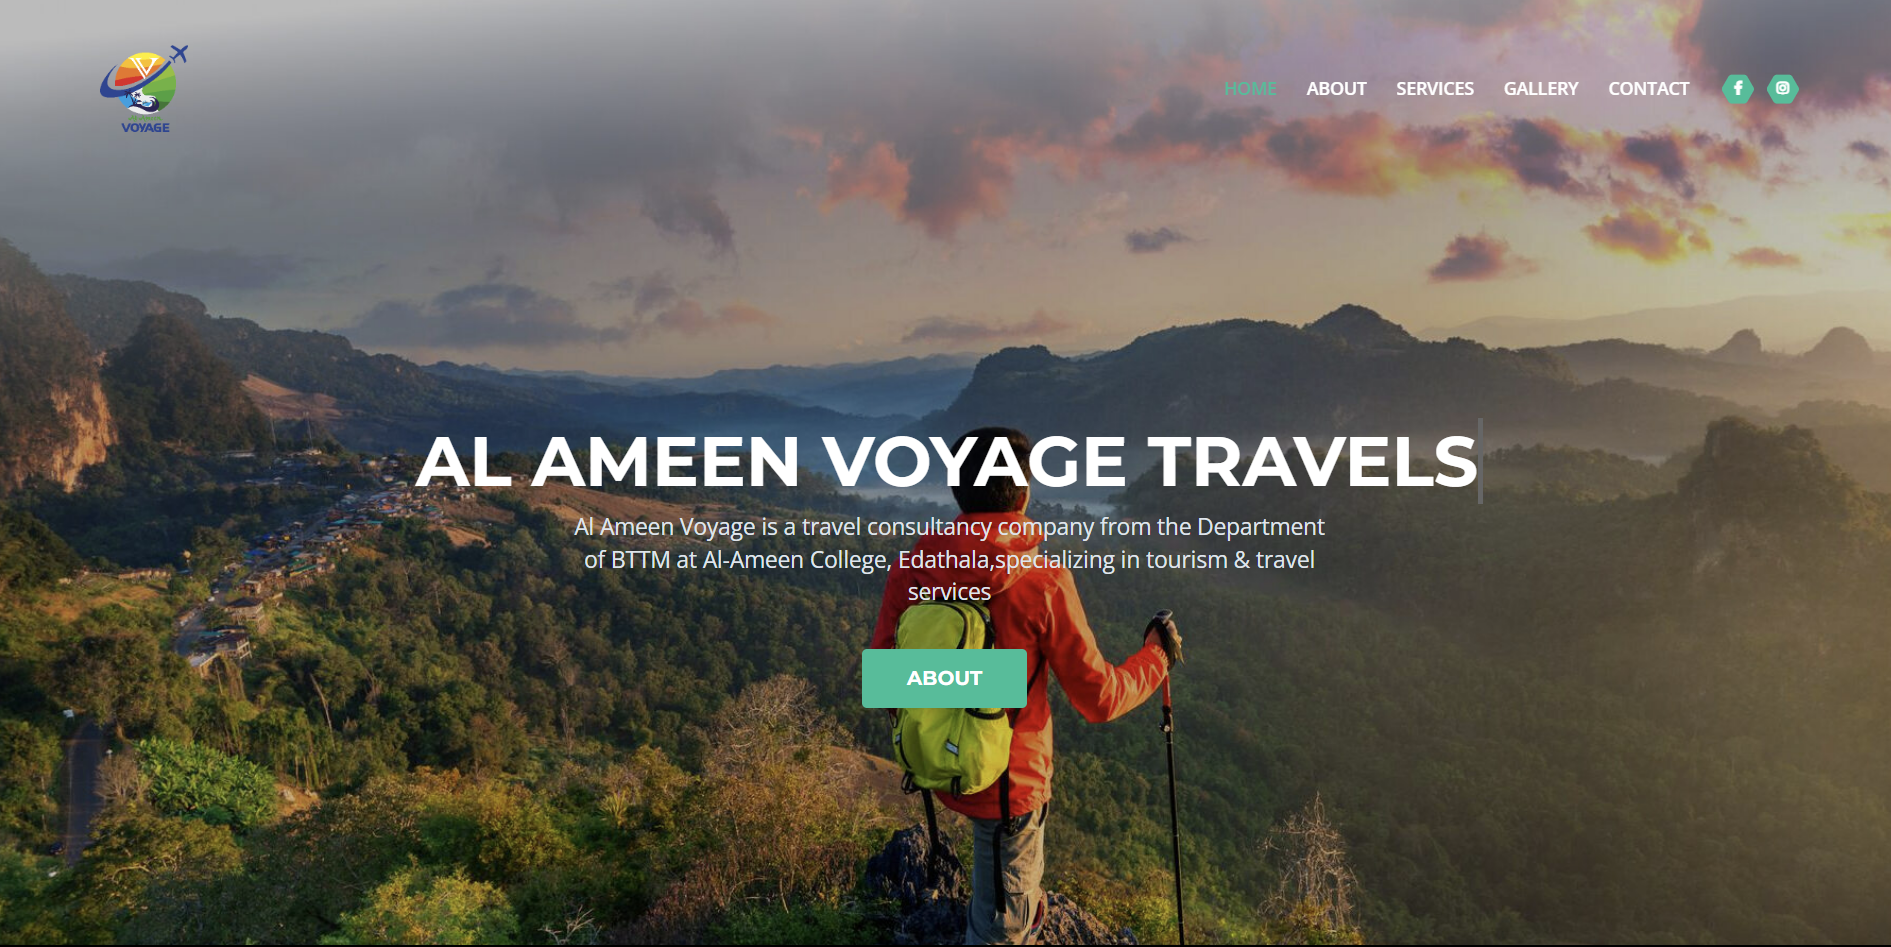 VOYAGE
HOME ABOUT SERVICES GALLERY CONTACT
AL AMEEN VOYAGE TRAVELS
Al Ameen Voyage is a travel consultancy company from the Department
of BTTM at Al-Ameen College, Edathala,specializing in tourism & travel
services
ABOUT